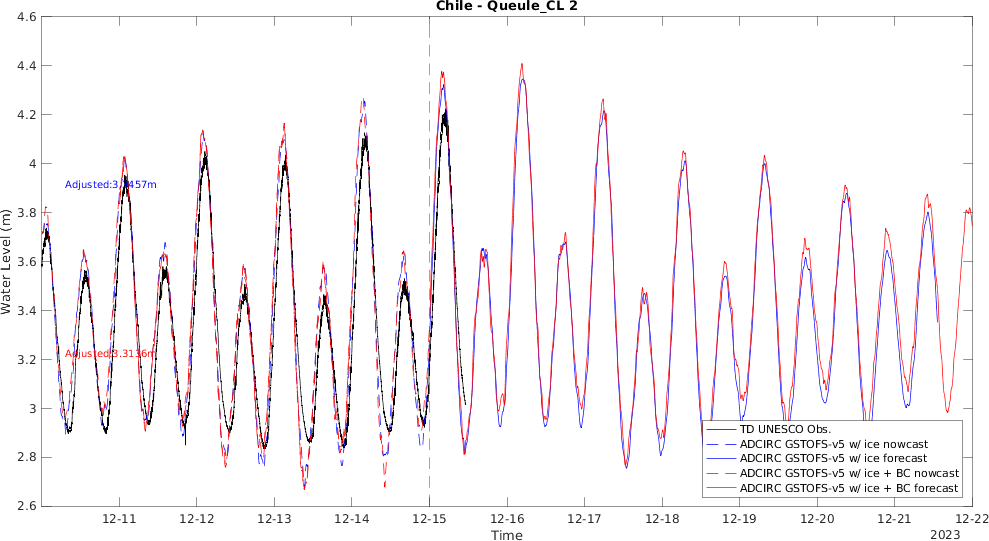 Chile - Queule_CL 2
4.6
4.4
4.2
4
3.8
3.6
3.4
3.2
3
2.8
2.6
Water Level (m)
Adjusted:3.3457m
Adjusted:3.3136m
TD UNESCO Obs.
ADCIRC GSTOFS-v5 w/ ice nowcast
ADCIRC GSTOFS-v5 w/ ice forecast
ADCIRC GSTOFS-v5 w/ ice + BC nowcast
ADCIRC GSTOFS-v5 w/ ice + BC forecast
12-11
12-12
12-13
12-14
12-15
12-16
12-17
12-18
12-19
12-20
12-21
12-22
Time
2023